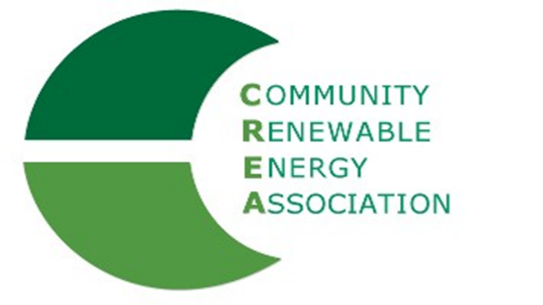 COMMUNITY
RENEWABLE
ENERGY
ASSOCIATION